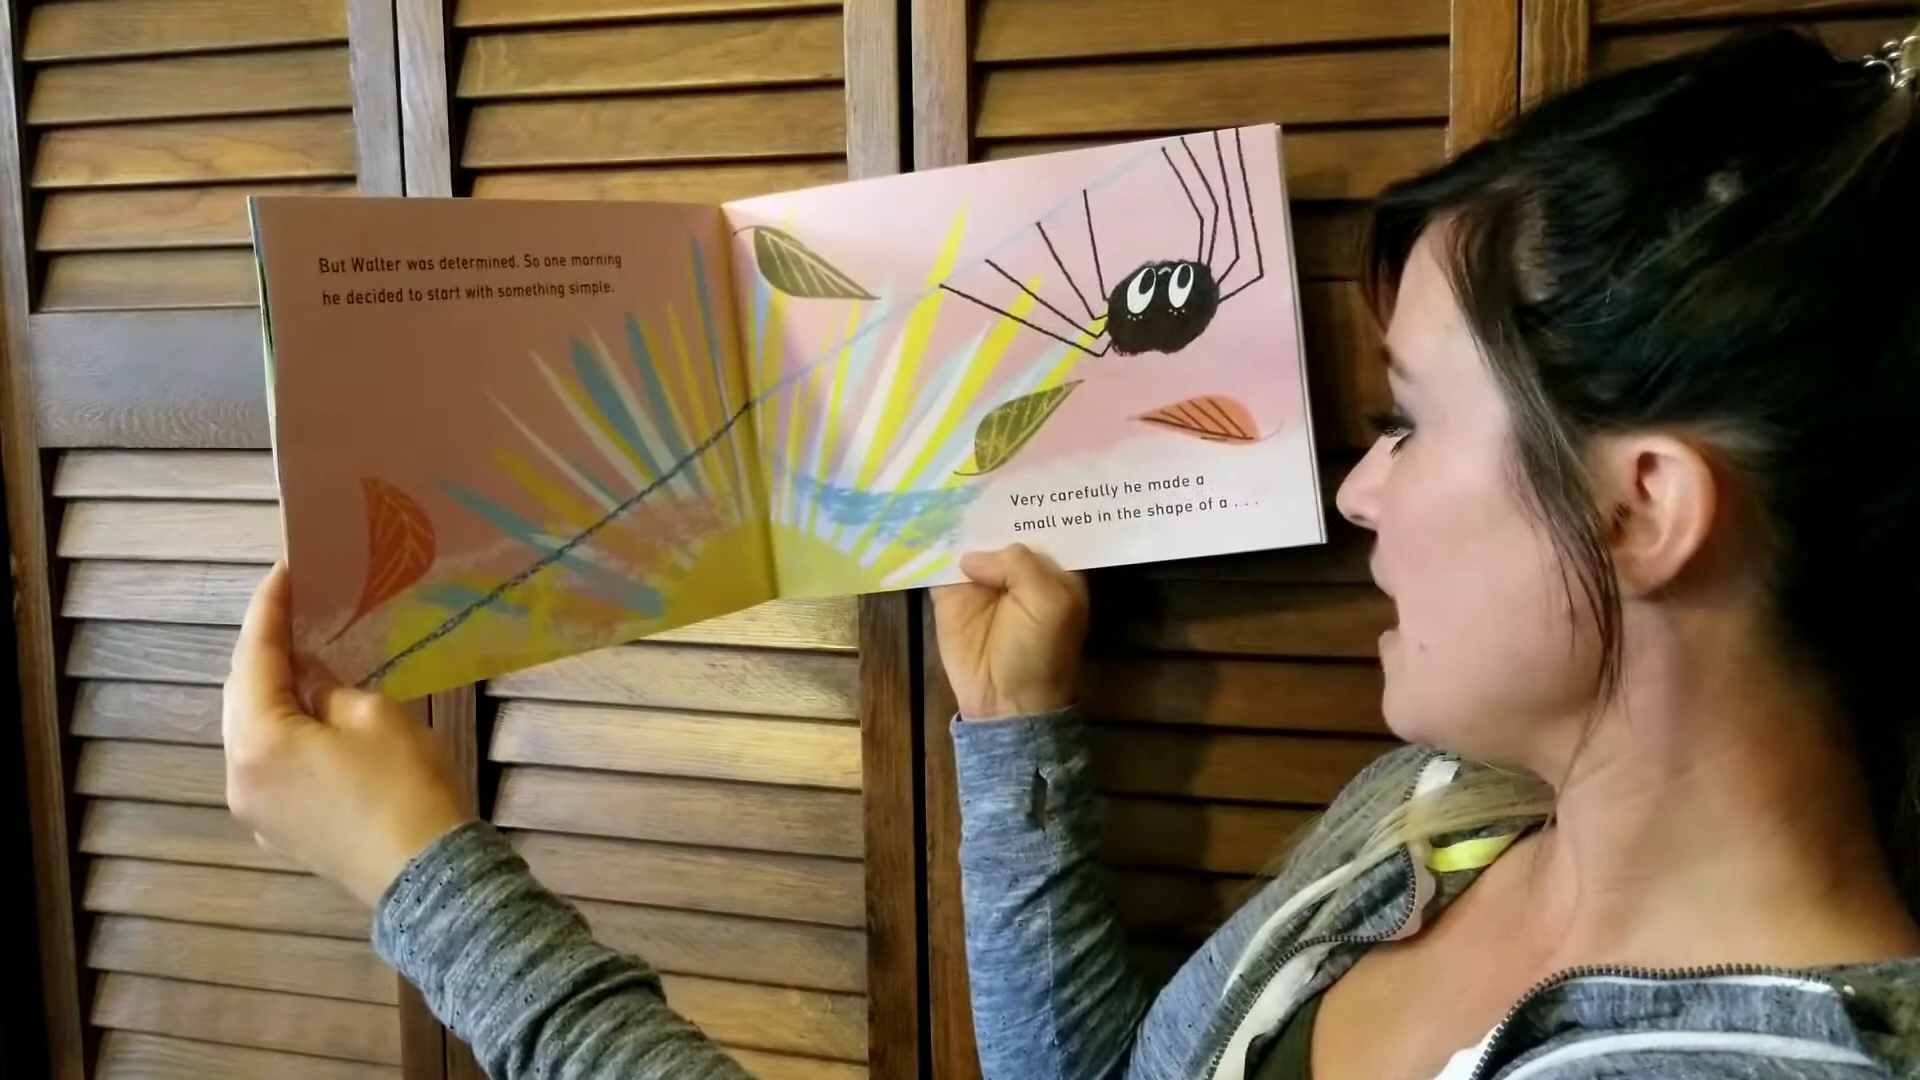 But Walter was determined. So one morning
he decided to start with something simple.
Very carefully he made a
small web in the shape of a . . .